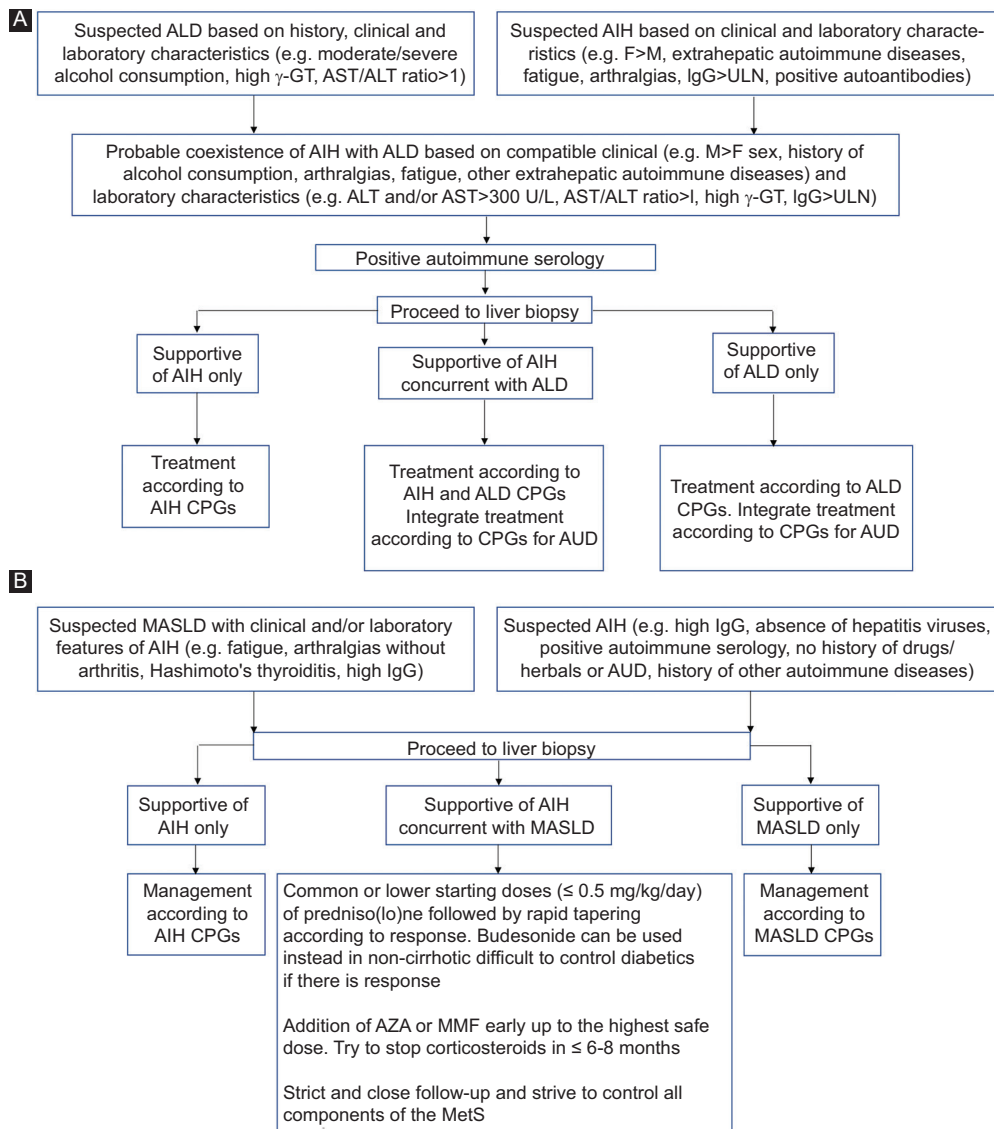 A
Suspected ALD based on history, clinical and
laboratory characteristics (e.g. moderate/severe
alcohol consumption, high γ-GT, AST/ALT ratio>1)
Suspected AIH based on clinical and laboratory characte-
ristics (e.g. F>M, extrahepatic autoimmune diseases,
fatigue, arthralgias, IgG>ULN, positive autoantibodies)
Probable coexistence of AIH with ALD based on compatible clinical (e.g. M>F sex, history of
alcohol consumption, arthralgias, fatigue, other extrahepatic autoimmune diseases) and
laboratory characteristics (e.g. ALT and/or AST>300 U/L, AST/ALT ratio>l, high γ-GT, IgG>ULN)
Positive autoimmune serology
Proceed to liver biopsy
Supportive
of AIH only
Supportive of AIH
concurrent with ALD
Supportive
of ALD only
Treatment
according to
AIH CPGs
Treatment according to
AIH and ALD CPGs
Integrate treatment
according to CPGs for AUD
Treatment according to ALD
CPGs. Integrate treatment
according to CPGs for AUD
B
Suspected MASLD with clinical and/or laboratory
features of AIH (e.g. fatigue, arthralgias without
arthritis, Hashimoto's thyroiditis, high IgG)
Suspected AIH (e.g. high IgG, absence of hepatitis viruses,
positive autoimmune serology, no history of drugs/
herbals or AUD, history of other autoimmune diseases)
Proceed to liver biopsy
Supportive of
AIH only
Supportive of AIH
concurrent with MASLD
Supportive of
MASLD only
Management
according to
AIH CPGs
Common or lower starting doses (≤ 0.5 mg/kg/day)
of predniso(lo)ne followed by rapid tapering
according to response. Budesonide can be used
instead in non-cirrhotic difficult to control diabetics
if there is response
Addition of AZA or MMF early up to the highest safe
dose. Try to stop corticosteroids in ≤ 6-8 months
Strict and close follow-up and strive to control all
components of the MetS
Management
according to
MASLD CPGs